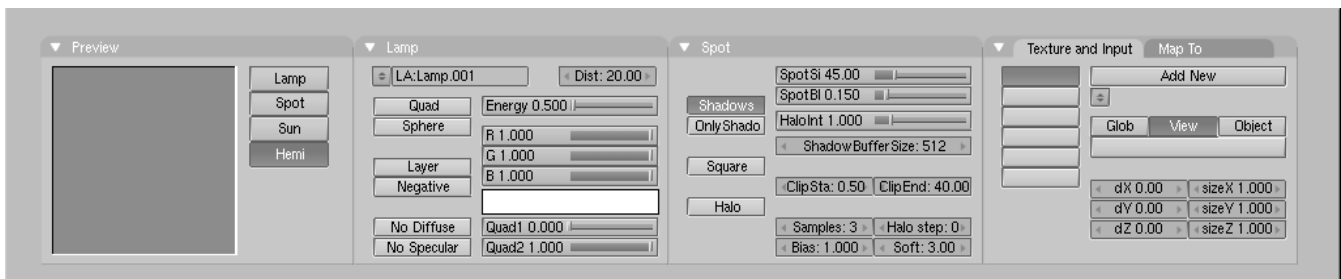 Preview
Lamp
Spot
Sun
Hemi
Lamp
LA:Lamp.001
Dist: 20.00
Quad
Sphere
Layer
Negative
No Diffuse
No Specular
Energy 0.500
R 1.000
G 1.000
B 1.000
Quad1 0.000
Quad2 1.000
Spot
Shadows
OnlyShado
Square
Halo
SpotSi 45.00
SpotBl 0.150
HaloInt 1.000
ShadowBufferSize: 512
ClipSta: 0.50 ClipEnd: 40.00
Samples: 3 Halo step: 0
Bias: 1.000 Soft: 3.00
Texture and Input Map To
Add New
Glob View Object
dX 0.00 sizeX 1.000
dY 0.00 sizeY 1.000
dZ 0.00 sizeZ 1.000